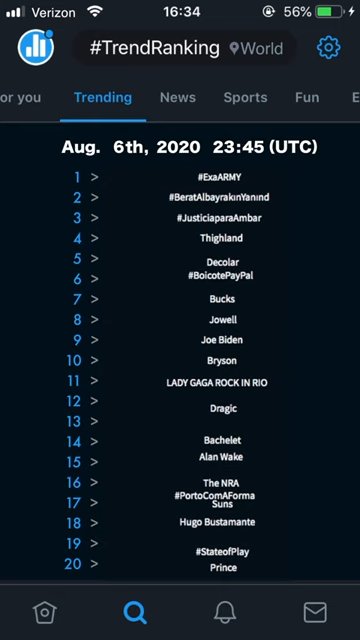 Verizon 16:34 56%
#TrendRanking World
or you Trending News Sports Fun E
Aug. 6th, 2020 23:45 (UTC)
1 > #ExaARMY
2 > #BeratAlbayrakınYanınd
3 > #JusticiaparaAmbar
4 > Thighland
5 > Decolar
6 > #BoicotePayPal
7 > Bucks
8 > Jowell
9 > Joe Biden
10 > Bryson
11 > LADY GAGA ROCK IN RIO
12 > Dragic
13 >
14 > Bachelet
15 > Alan Wake
16 > The NRA
17 > #PortoComAForma
Suns
18 > Hugo Bustamante
19 >
#StateofPlay
20 > Prince